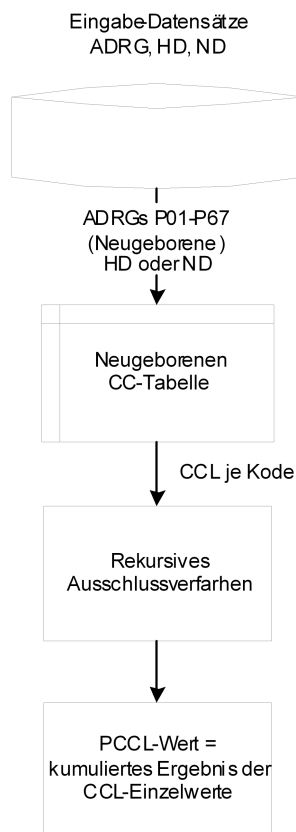 Eingabe-Datensätze
ADRG, HD, ND
ADRGs P01-P67
(Neugeborene)
HD oder ND
Neugeborenen
CC-Tabelle
CCL je Kode
Rekursives
Ausschlussverfarhen
PCCL-Wert =
kumuliertes Ergebnis der
CCL-Einzelwerte